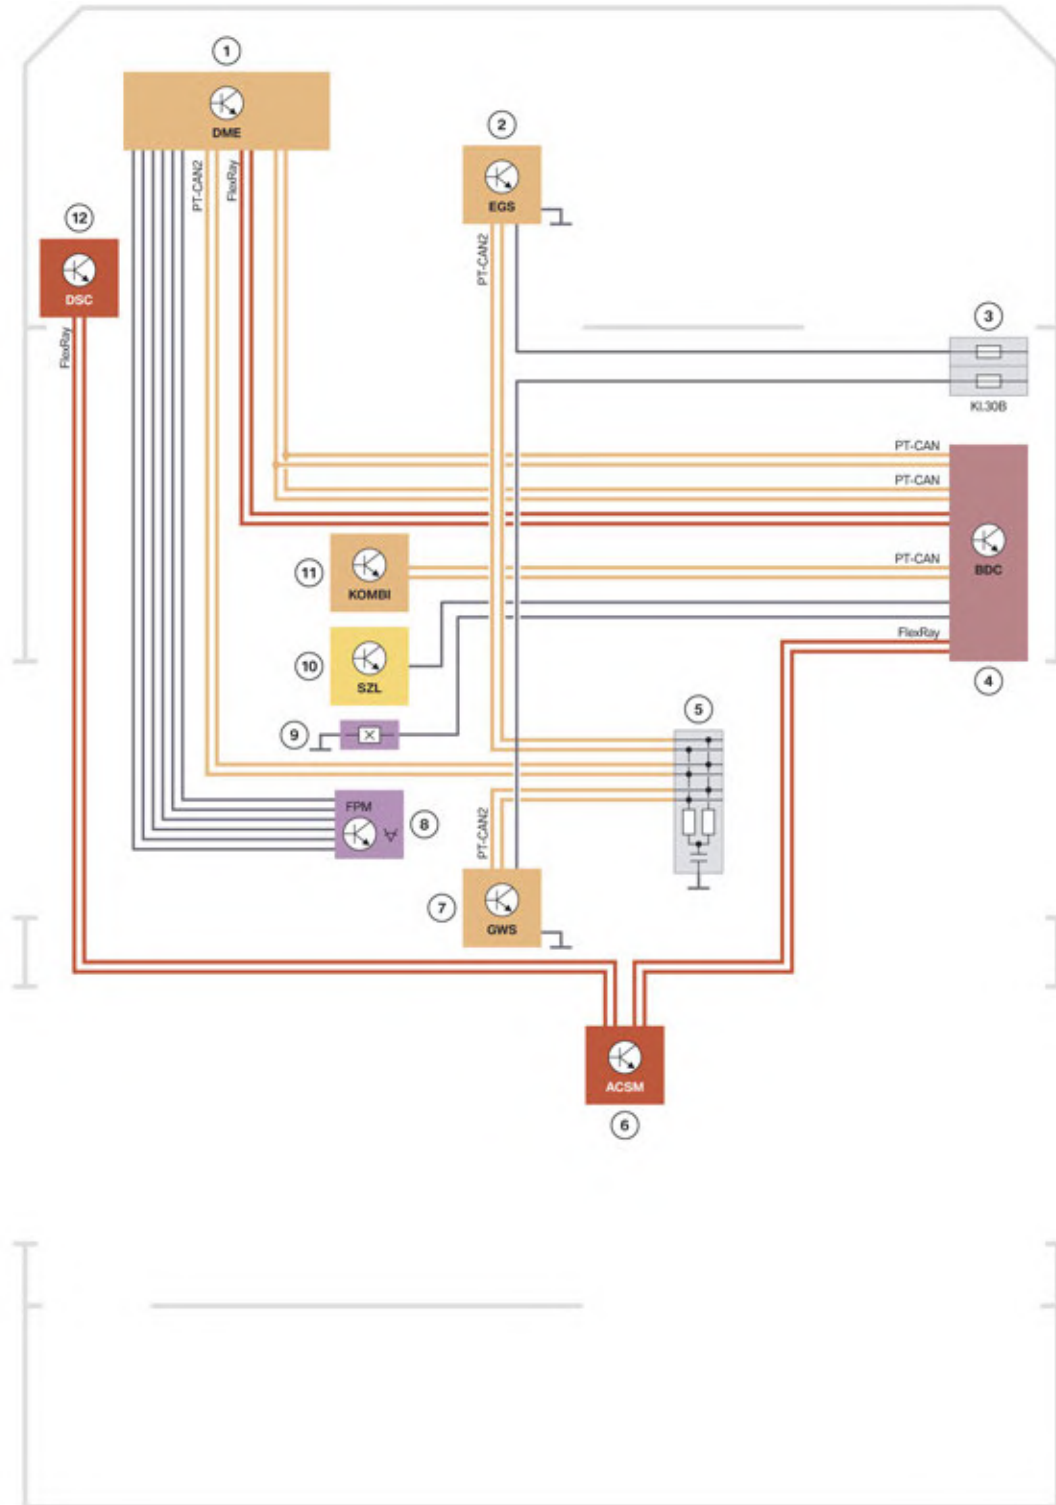 1
DME
2
EGS
PT-CAN2
FlexRay
12
DSC
FlexRay
PT-CAN2
3
Kl.30B
PT-CAN
PT-CAN
BDC
PT-CAN
11
KOMBI
FlexRay
4
10
SZL
5
9
FPM
8
PT-CAN2
7
GWS
ACSM
6